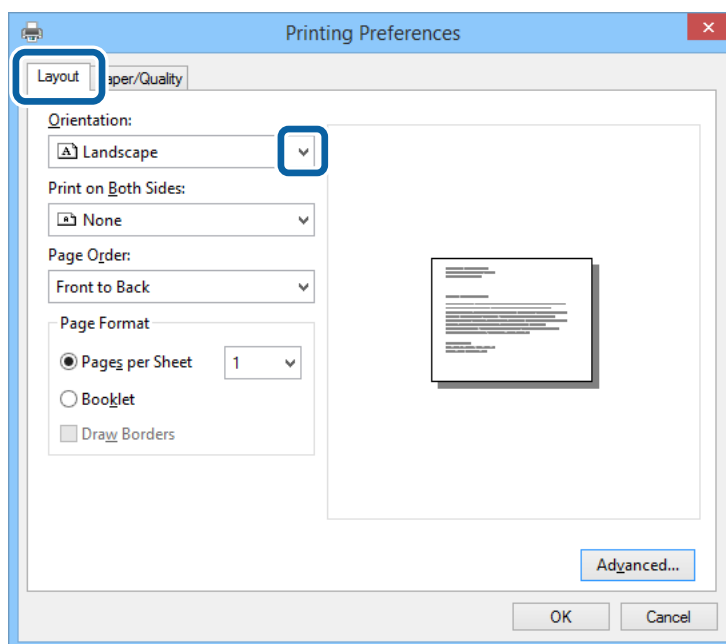 Printing Preferences
Layout
aper/Quality
Orientation:
Landscape
Print on Both Sides:
None
Page Order:
Front to Back
Page Format
Pages per Sheet 1
Booklet
Draw Borders
Advanced...
OK Cancel